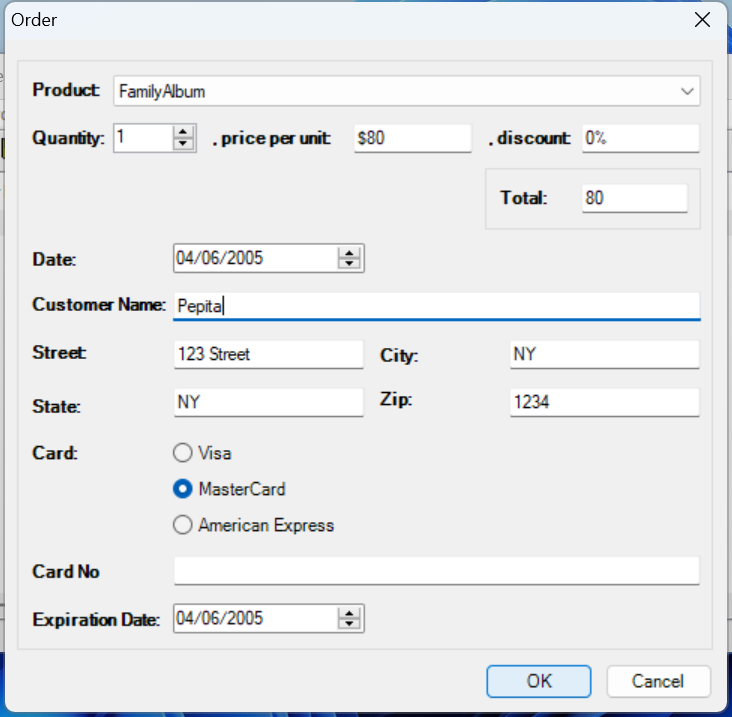 Order
Product: FamilyAlbum
Quantity: 1 , price per unit: $80 , discount: 0%
Total: 80
Date: 04/06/2005
Customer Name: Pepita
Street: 123 Street City: NY
State: NY Zip: 1234
Card: Visa
MasterCard
American Express
Card No
Expiration Date: 04/06/2005
OK Cancel